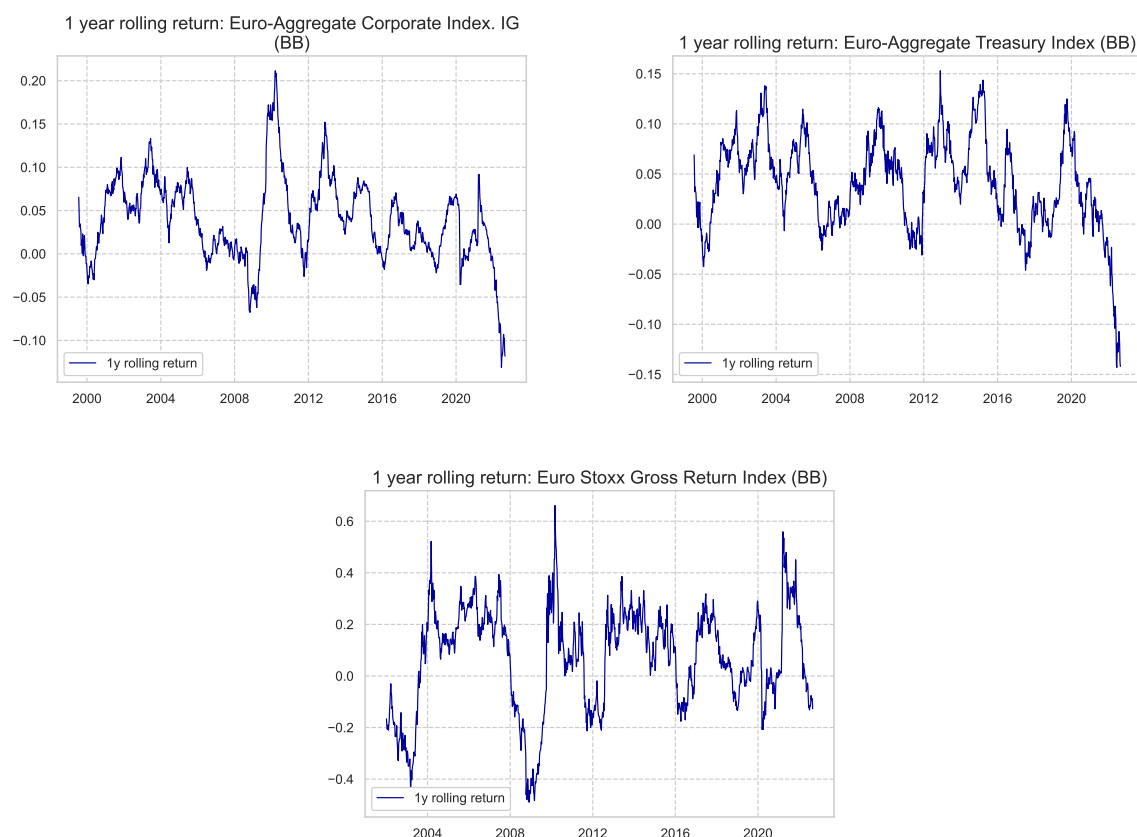 1 year rolling return: Euro-Aggregate Corporate Index. IG
(BB)
0.20
0.15
0.10
0.05
0.00
−0.05
−0.10
1y rolling return
2000 2004 2008 2012 2016 2020
1 year rolling return: Euro-Aggregate Treasury Index (BB)
0.15
0.10
0.05
0.00
−0.05
−0.10
−0.15
1y rolling return
2000 2004 2008 2012 2016 2020
1 year rolling return: Euro Stoxx Gross Return Index (BB)
0.6
0.4
0.2
0.0
−0.2
−0.4
1y rolling return
2004 2008 2012 2016 2020